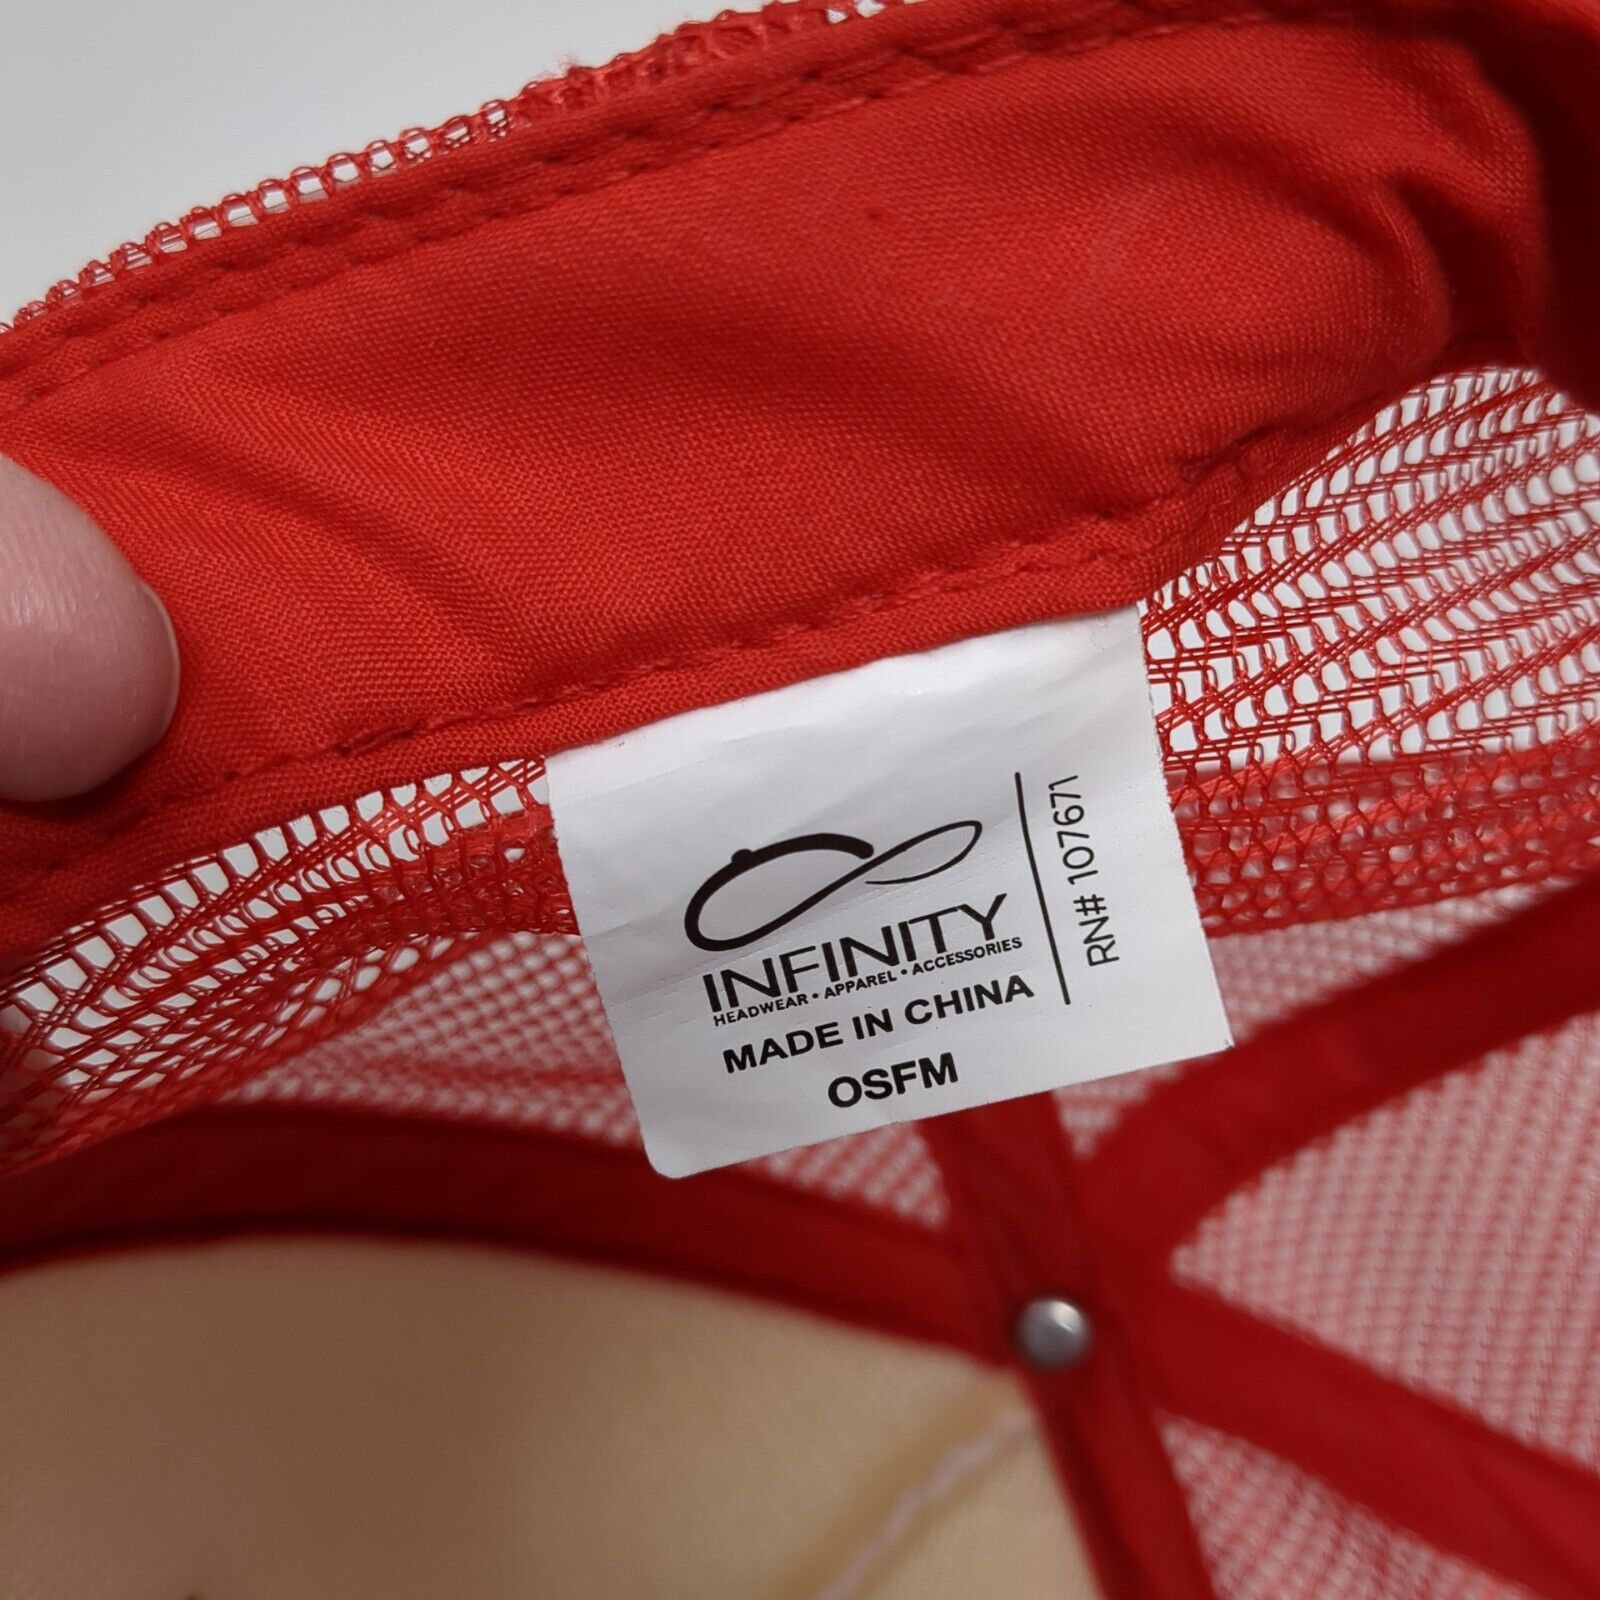 INFINITY
HEADWEAR • APPAREL • ACCESSORIES
MADE IN CHINA
OSFM
RN# 107671